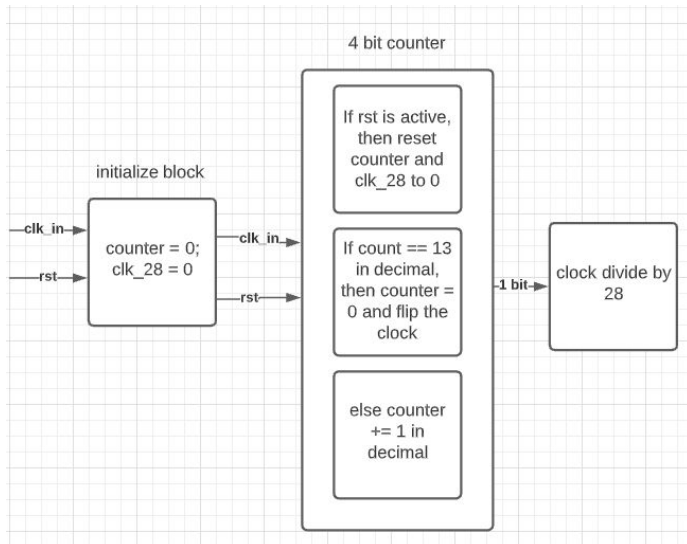 4 bit counter
If rst is active,
then reset
counter and
clk_28 to 0
initialize block
clk_in
rst
counter = 0;
clk_28 = 0
clk_in
rst
If count == 13
in decimal,
then counter =
0 and flip the
clock
1 bit
clock divide by
28
else counter
+= 1 in
decimal